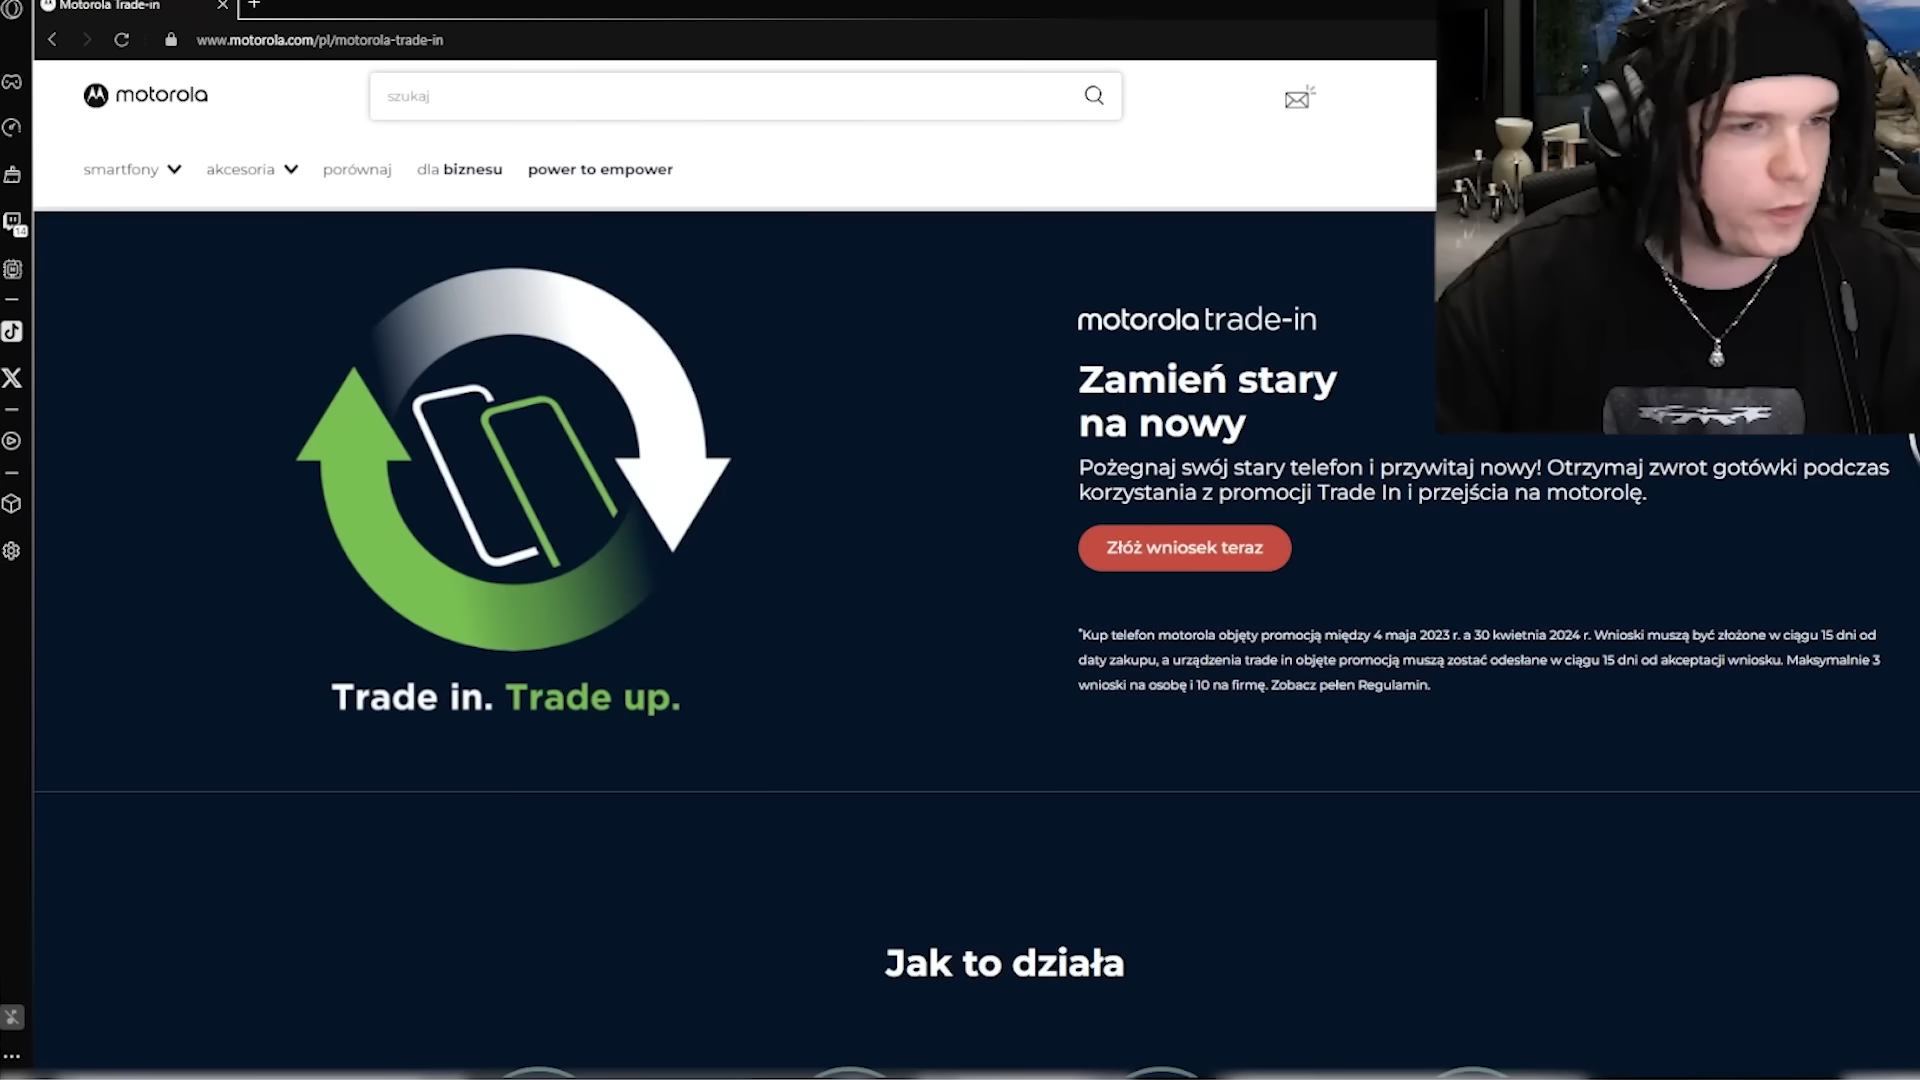 Motorola Trade-in
www.motorola.com/pl/motorola-trade-in
motorola
szukaj
smartfony
akcesoria
porównaj
dla biznesu
power to empower
14
motorola trade-in
Zamień stary
na nowy
Pożegnaj swój stary telefon i przywitaj nowy! Otrzymaj zwrot gotówki podczas
korzystania z promocji Trade In i przejścia na motorolę.
Złóż wniosek teraz
*Kup telefon motorola objęty promocją między 4 maja 2023 r. a 30 kwietnia 2024 r. Wnioski muszą być złożone w ciągu 15 dni od
daty zakupu, a urządzenia trade in objęte promocją muszą zostać odesłane w ciągu 15 dni od akceptacji wniosku. Maksymalnie 3
wnioski na osobę i 10 na firmę. Zobacz pełen Regulamin.
Trade in. Trade up.
Jak to działa